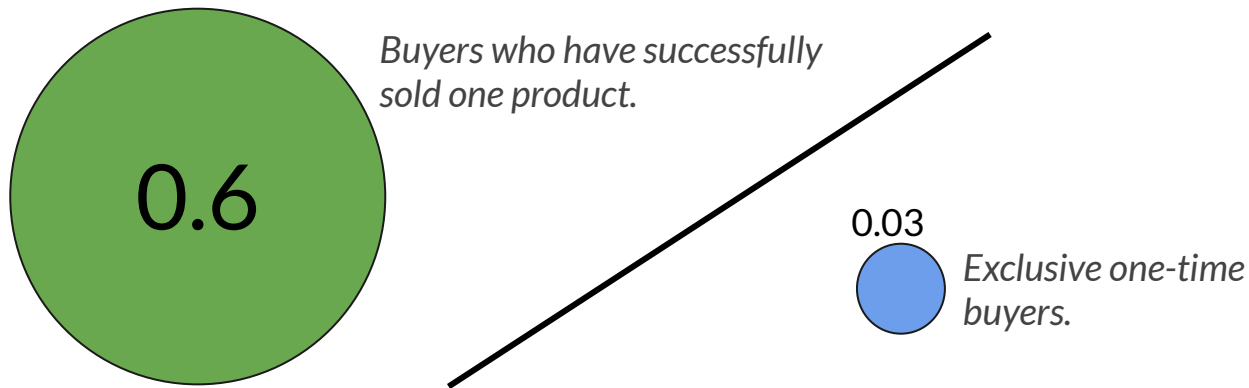 Buyers who have successfully
sold one product.
0.6
0.03
Exclusive one-time
buyers.